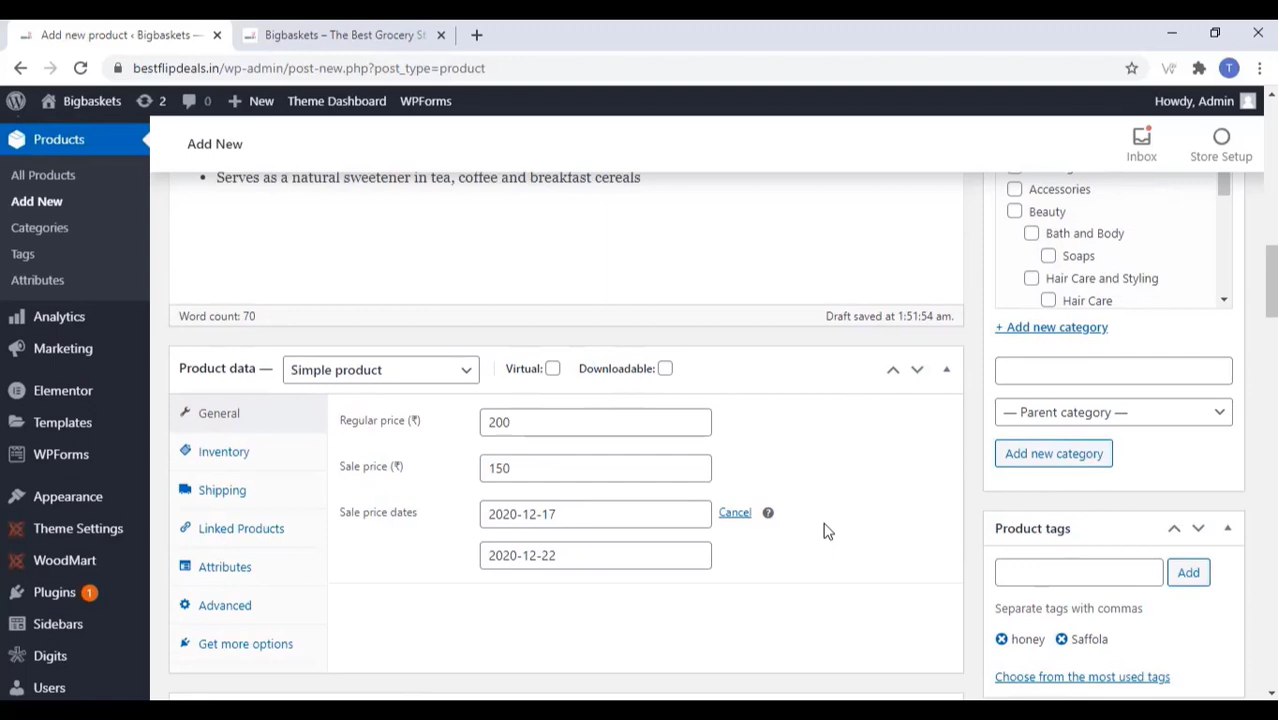 Add new product ‹ Bigbaskets —
Bigbaskets – The Best Grocery St
bestflipdeals.in/wp-admin/post-new.php?post_type=product
T
Bigbaskets 2 0 New Theme Dashboard WPForms Howdy, Admin
Products
All Products
Add New
Categories
Tags
Attributes
Analytics
Marketing
Elementor
Templates
WPForms
Appearance
Theme Settings
WoodMart
Plugins 1
Sidebars
Digits
Users
Add New
Inbox
Store Setup
• Serves as a natural sweetener in tea, coffee and breakfast cereals
Word count: 70
Draft saved at 1:51:54 am.
Product data — Simple product Virtual: Downloadable:
General
Inventory
Shipping
Linked Products
Attributes
Advanced
Get more options
Regular price (₹) 200
Sale price (₹) 150
Sale price dates 2020-12-17 Cancel ?
2020-12-22
Accessories
Beauty
Bath and Body
Soaps
Hair Care and Styling
Hair Care
+ Add new category
— Parent category —
Add new category
Product tags
Add
Separate tags with commas
honey Saffola
Choose from the most used tags